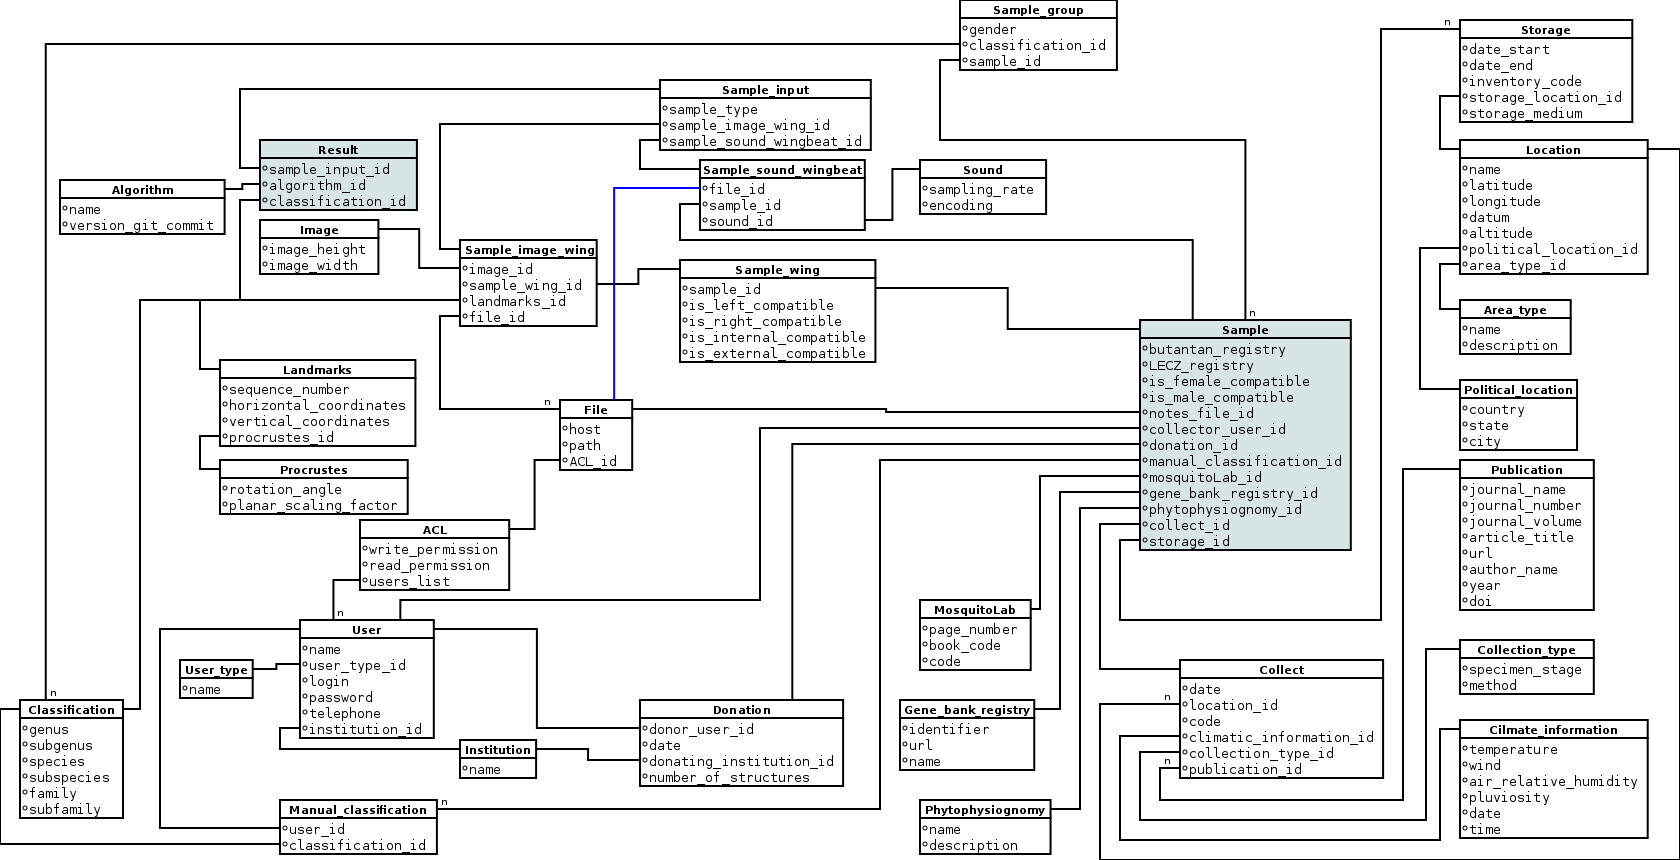 Sample_group
gender
classification_id
sample_id
n
Storage
date_start
date_end
inventory_code
storage_location_id
storage_medium
Sample_input
sample_type
sample_image_wing_id
sample_sound_wingbeat_id
Result
sample_input_id
algorithm_id
classification_id
Algorithm
name
version_git_commit
Sample_sound_wingbeat
file_id
sample_id
sound_id
Sound
sampling_rate
encoding
Location
name
latitude
longitude
datum
altitude
political_location_id
area_type_id
Image
image_height
image_width
Sample_image_wing
image_id
sample_wing_id
landmarks_id
file_id
Sample_wing
sample_id
is_left_compatible
is_right_compatible
is_internal_compatible
is_external_compatible
n
Sample
butantan_registry
LECZ_registry
is_female_compatible
is_male_compatible
notes_file_id
collector_user_id
donation_id
manual_classification_id
mosquitoLab_id
gene_bank_registry_id
phytophysiognomy_id
collect_id
storage_id
Area_type
name
description
Landmarks
sequence_number
horizontal_coordinates
vertical_coordinates
procrustes_id
Political_location
country
state
city
n
File
host
path
ACL_id
Procrustes
rotation_angle
planar_scaling_factor
Publication
journal_name
journal_number
journal_volume
article_title
url
author_name
year
doi
ACL
write_permission
read_permission
users_list
n
User
name
user_type_id
login
password
telephone
institution_id
User_type
name
MosquitoLab
page_number
book_code
code
Collection_type
specimen_stage
method
n
Collect
date
n
location_id
code
climatic_information_id
collection_type_id
n
publication_id
n
Classification
genus
subgenus
species
subspecies
family
subfamily
Donation
donor_user_id
date
donating_institution_id
number_of_structures
Gene_bank_registry
identifier
url
name
Institution
name
Cilmate_information
temperature
wind
air_relative_humidity
pluviosity
date
time
n
Manual_classification
user_id
classification_id
Phytophysiognomy
name
description